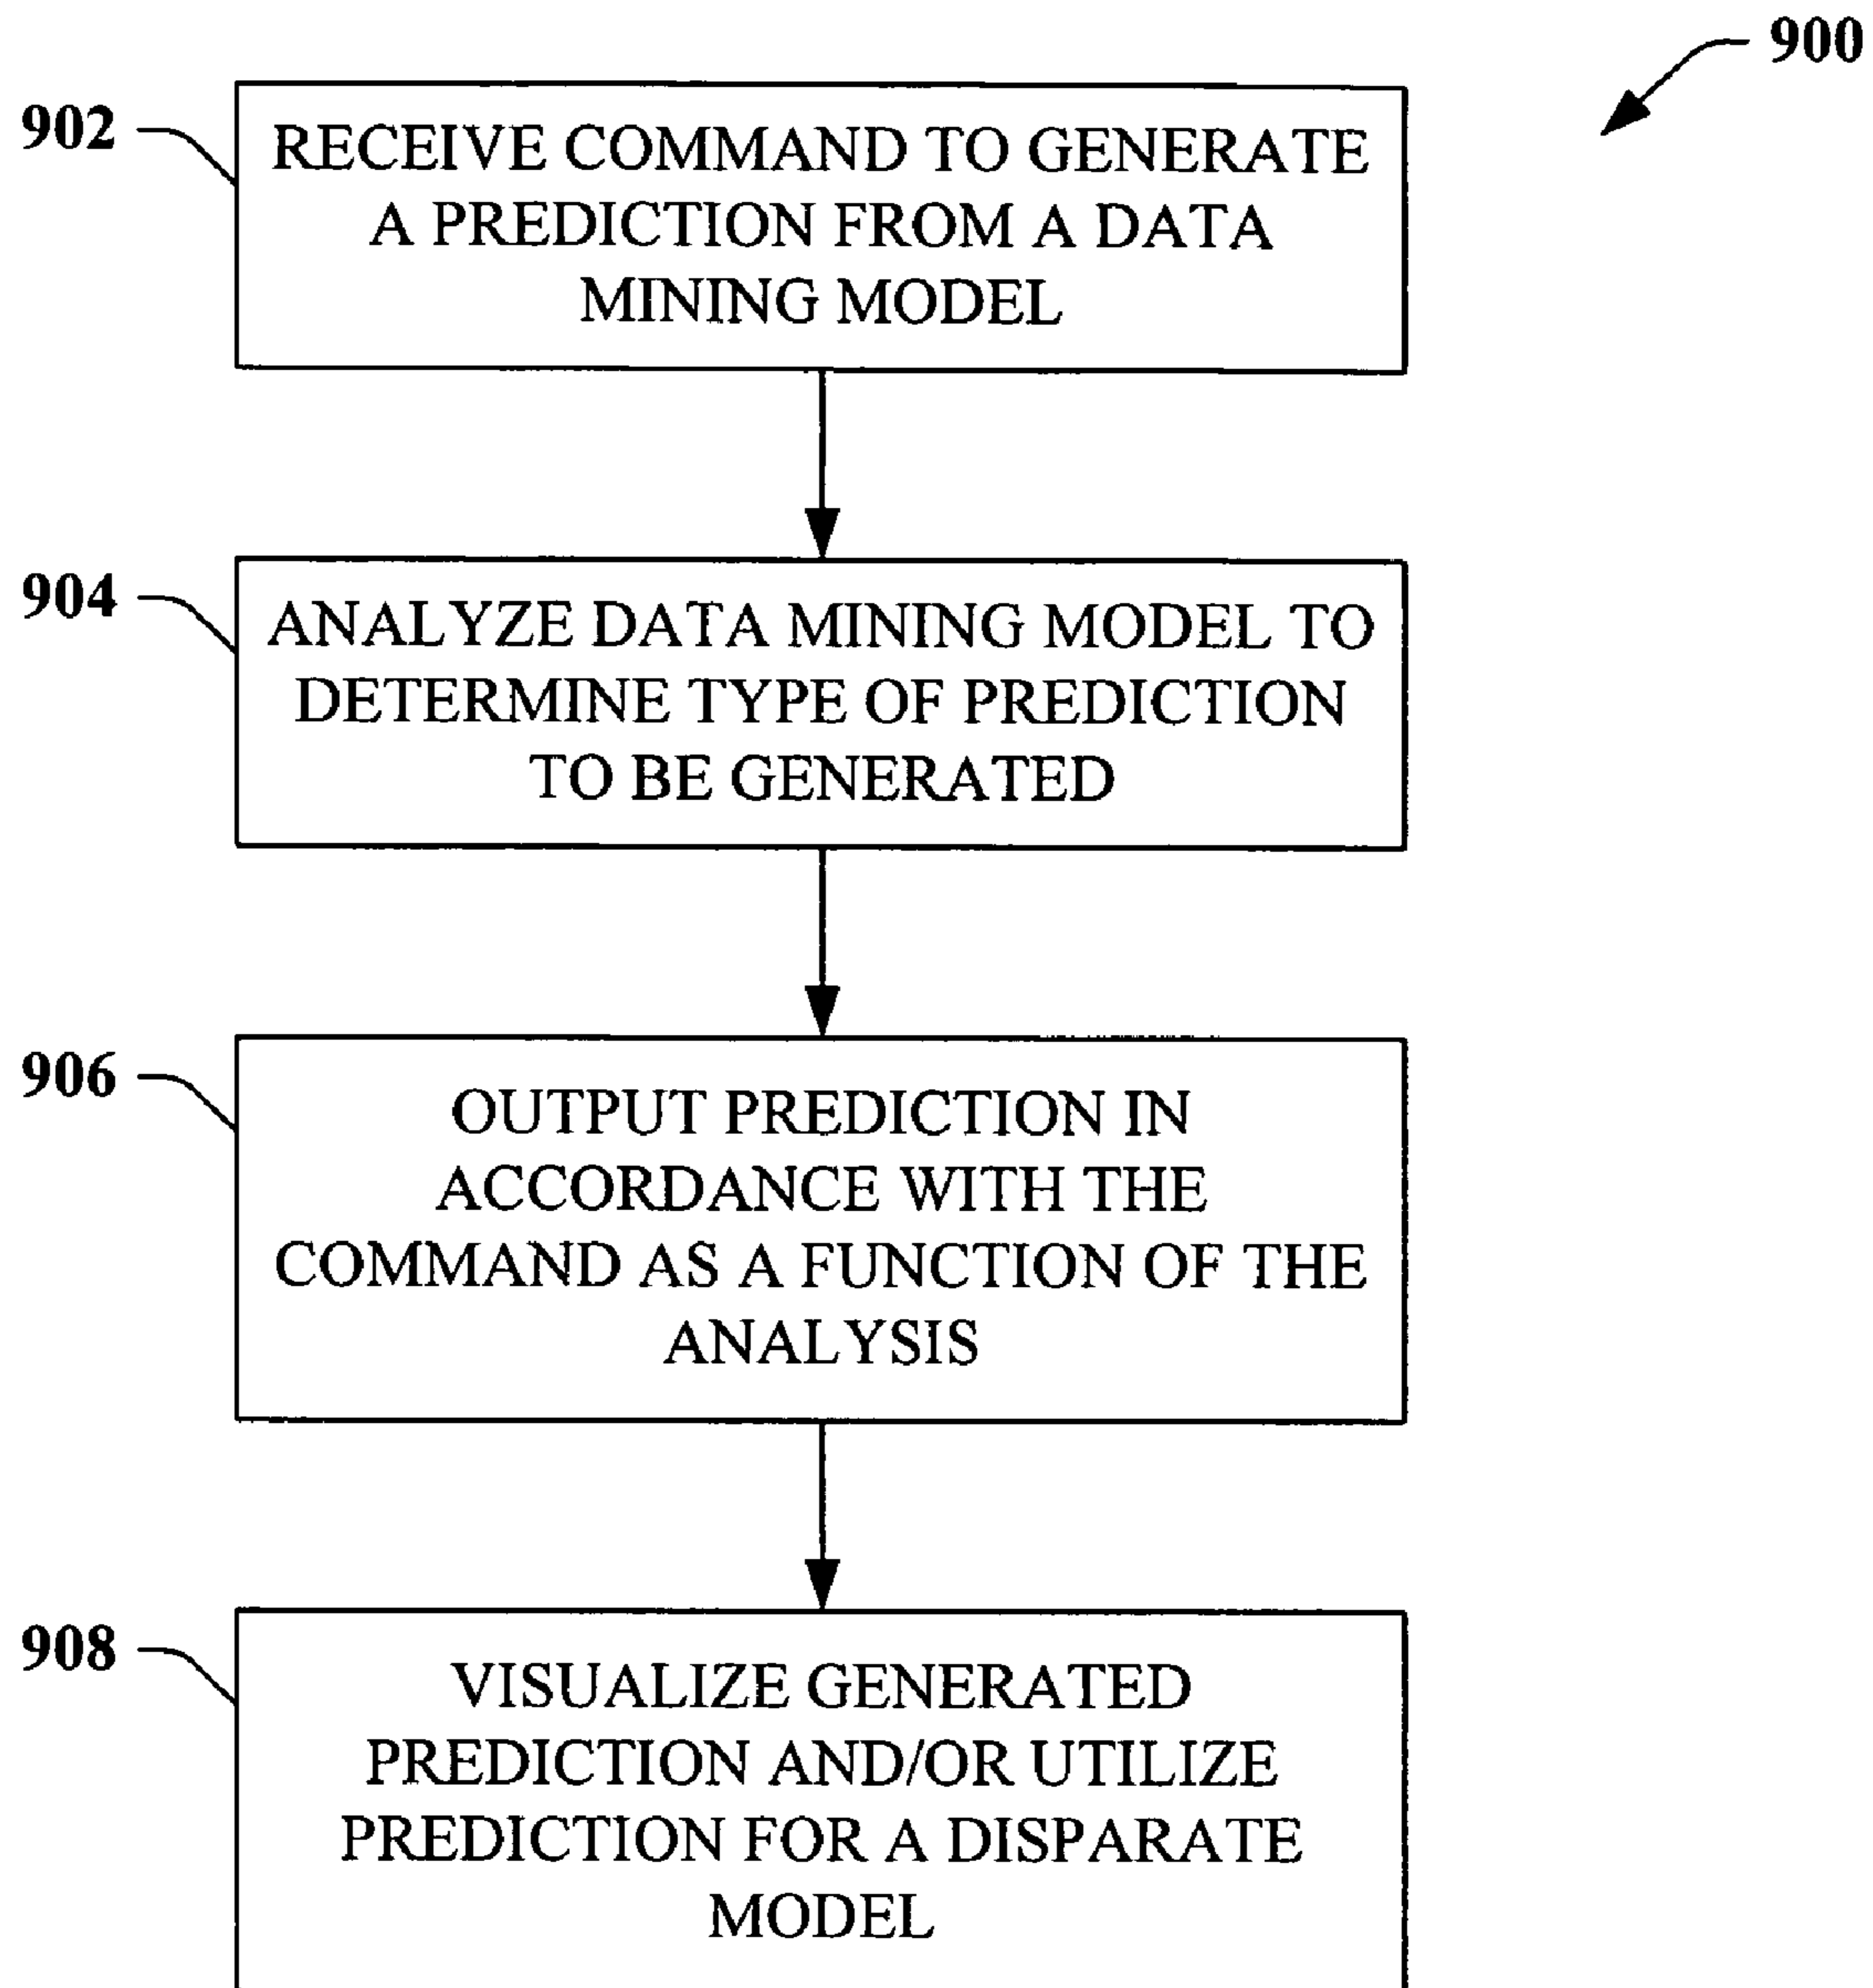 900
902
RECEIVE COMMAND TO GENERATE
A PREDICTION FROM A DATA
MINING MODEL
904
ANALYZE DATA MINING MODEL TO
DETERMINE TYPE OF PREDICTION
TO BE GENERATED
906
OUTPUT PREDICTION IN
ACCORDANCE WITH THE
COMMAND AS A FUNCTION OF THE
ANALYSIS
908
VISUALIZE GENERATED
PREDICTION AND/OR UTILIZE
PREDICTION FOR A DISPARATE
MODEL